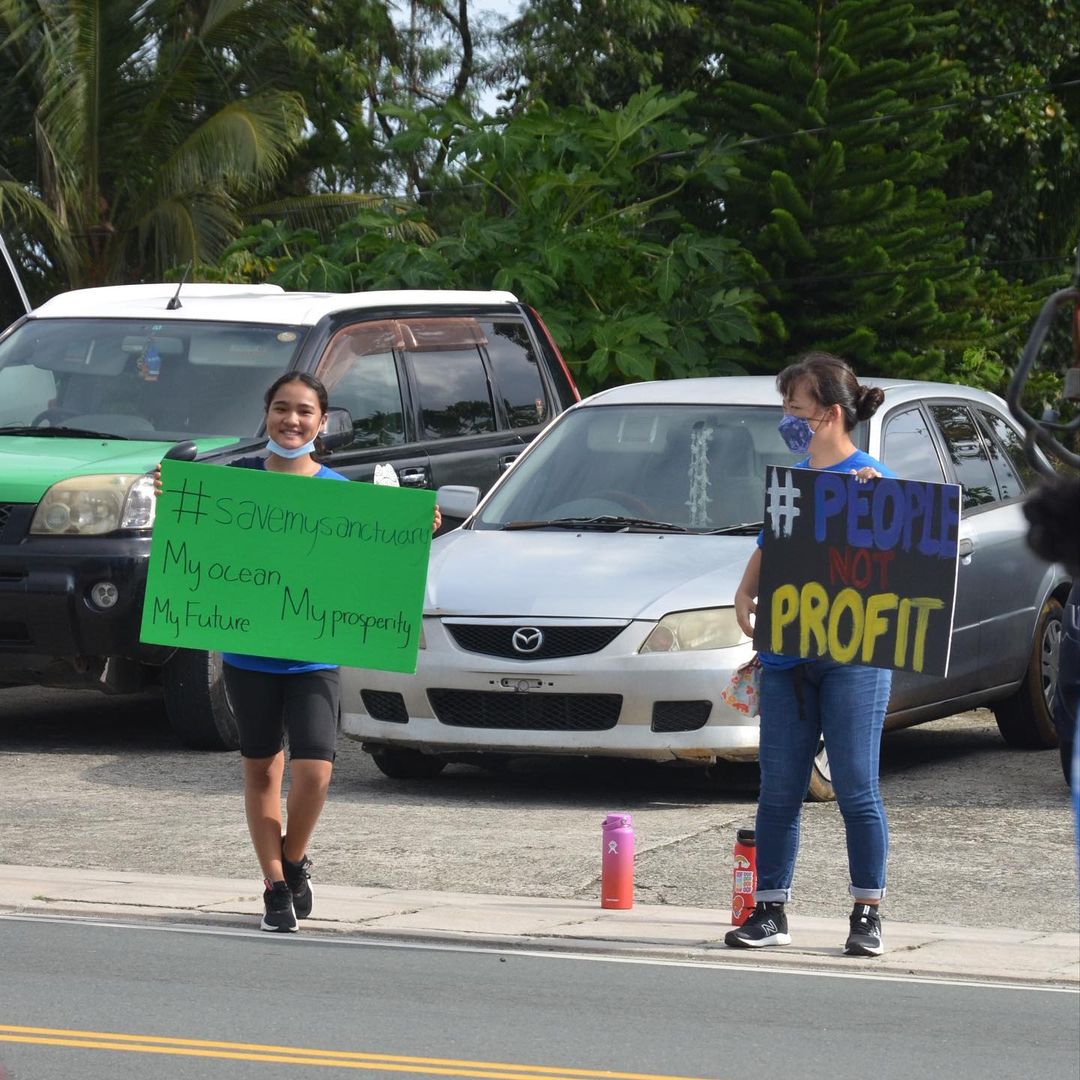 #savemysanctuary
My ocean
My Future
My prosperity
# PEOPLE
NOT
PROFIT